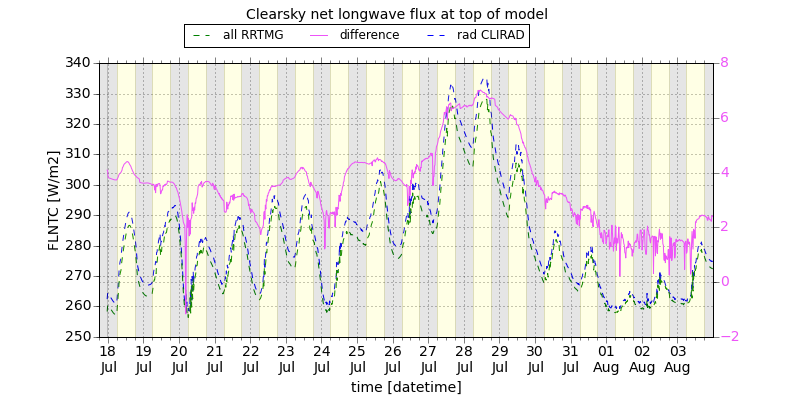 Clearsky net longwave flux at top of model
all RRTMG difference rad CLIRAD
340
330
320
310
300
290
280
270
260
250
FLNTC [W/m2]
8
6
4
2
0
−2
18 19 20 21 22 23 24 25 26 27 28 29 30 31 01 02 03
Jul Jul Jul Jul Jul Jul Jul Jul Jul Jul Jul Jul Jul Jul Aug Aug Aug
time [datetime]